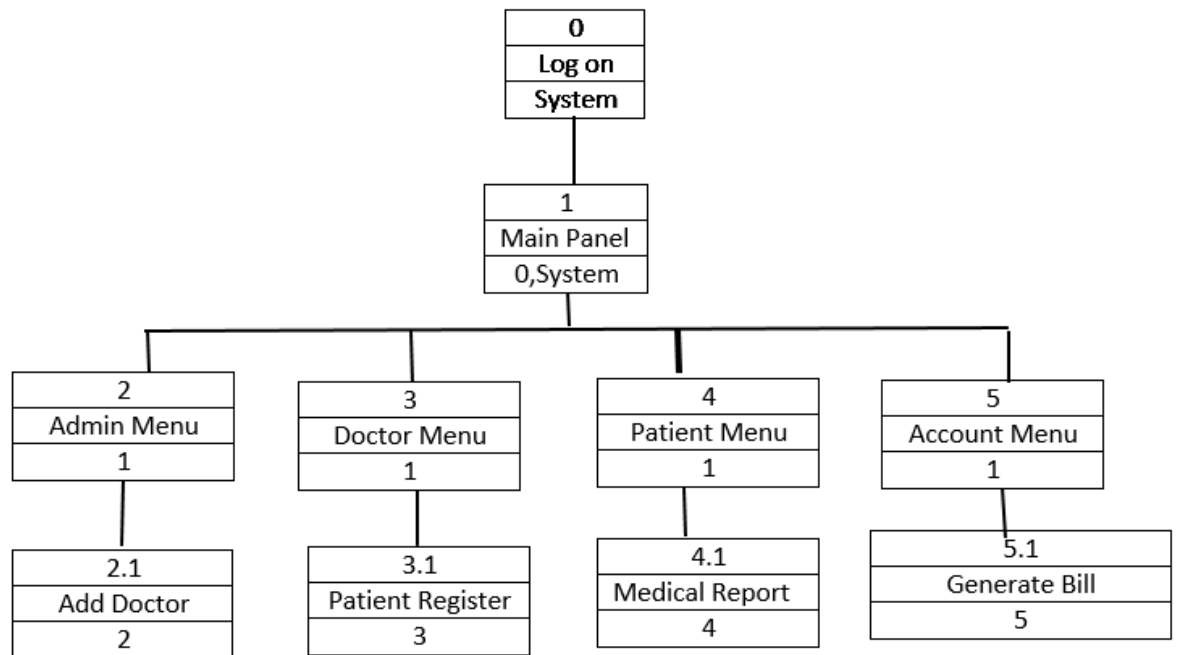 0
Log on
System
1
Main Panel
0,System
2
Admin Menu
1
3
Doctor Menu
1
4
Patient Menu
1
5
Account Menu
1
2.1
Add Doctor
2
3.1
Patient Register
3
4.1
Medical Report
4
5.1
Generate Bill
5